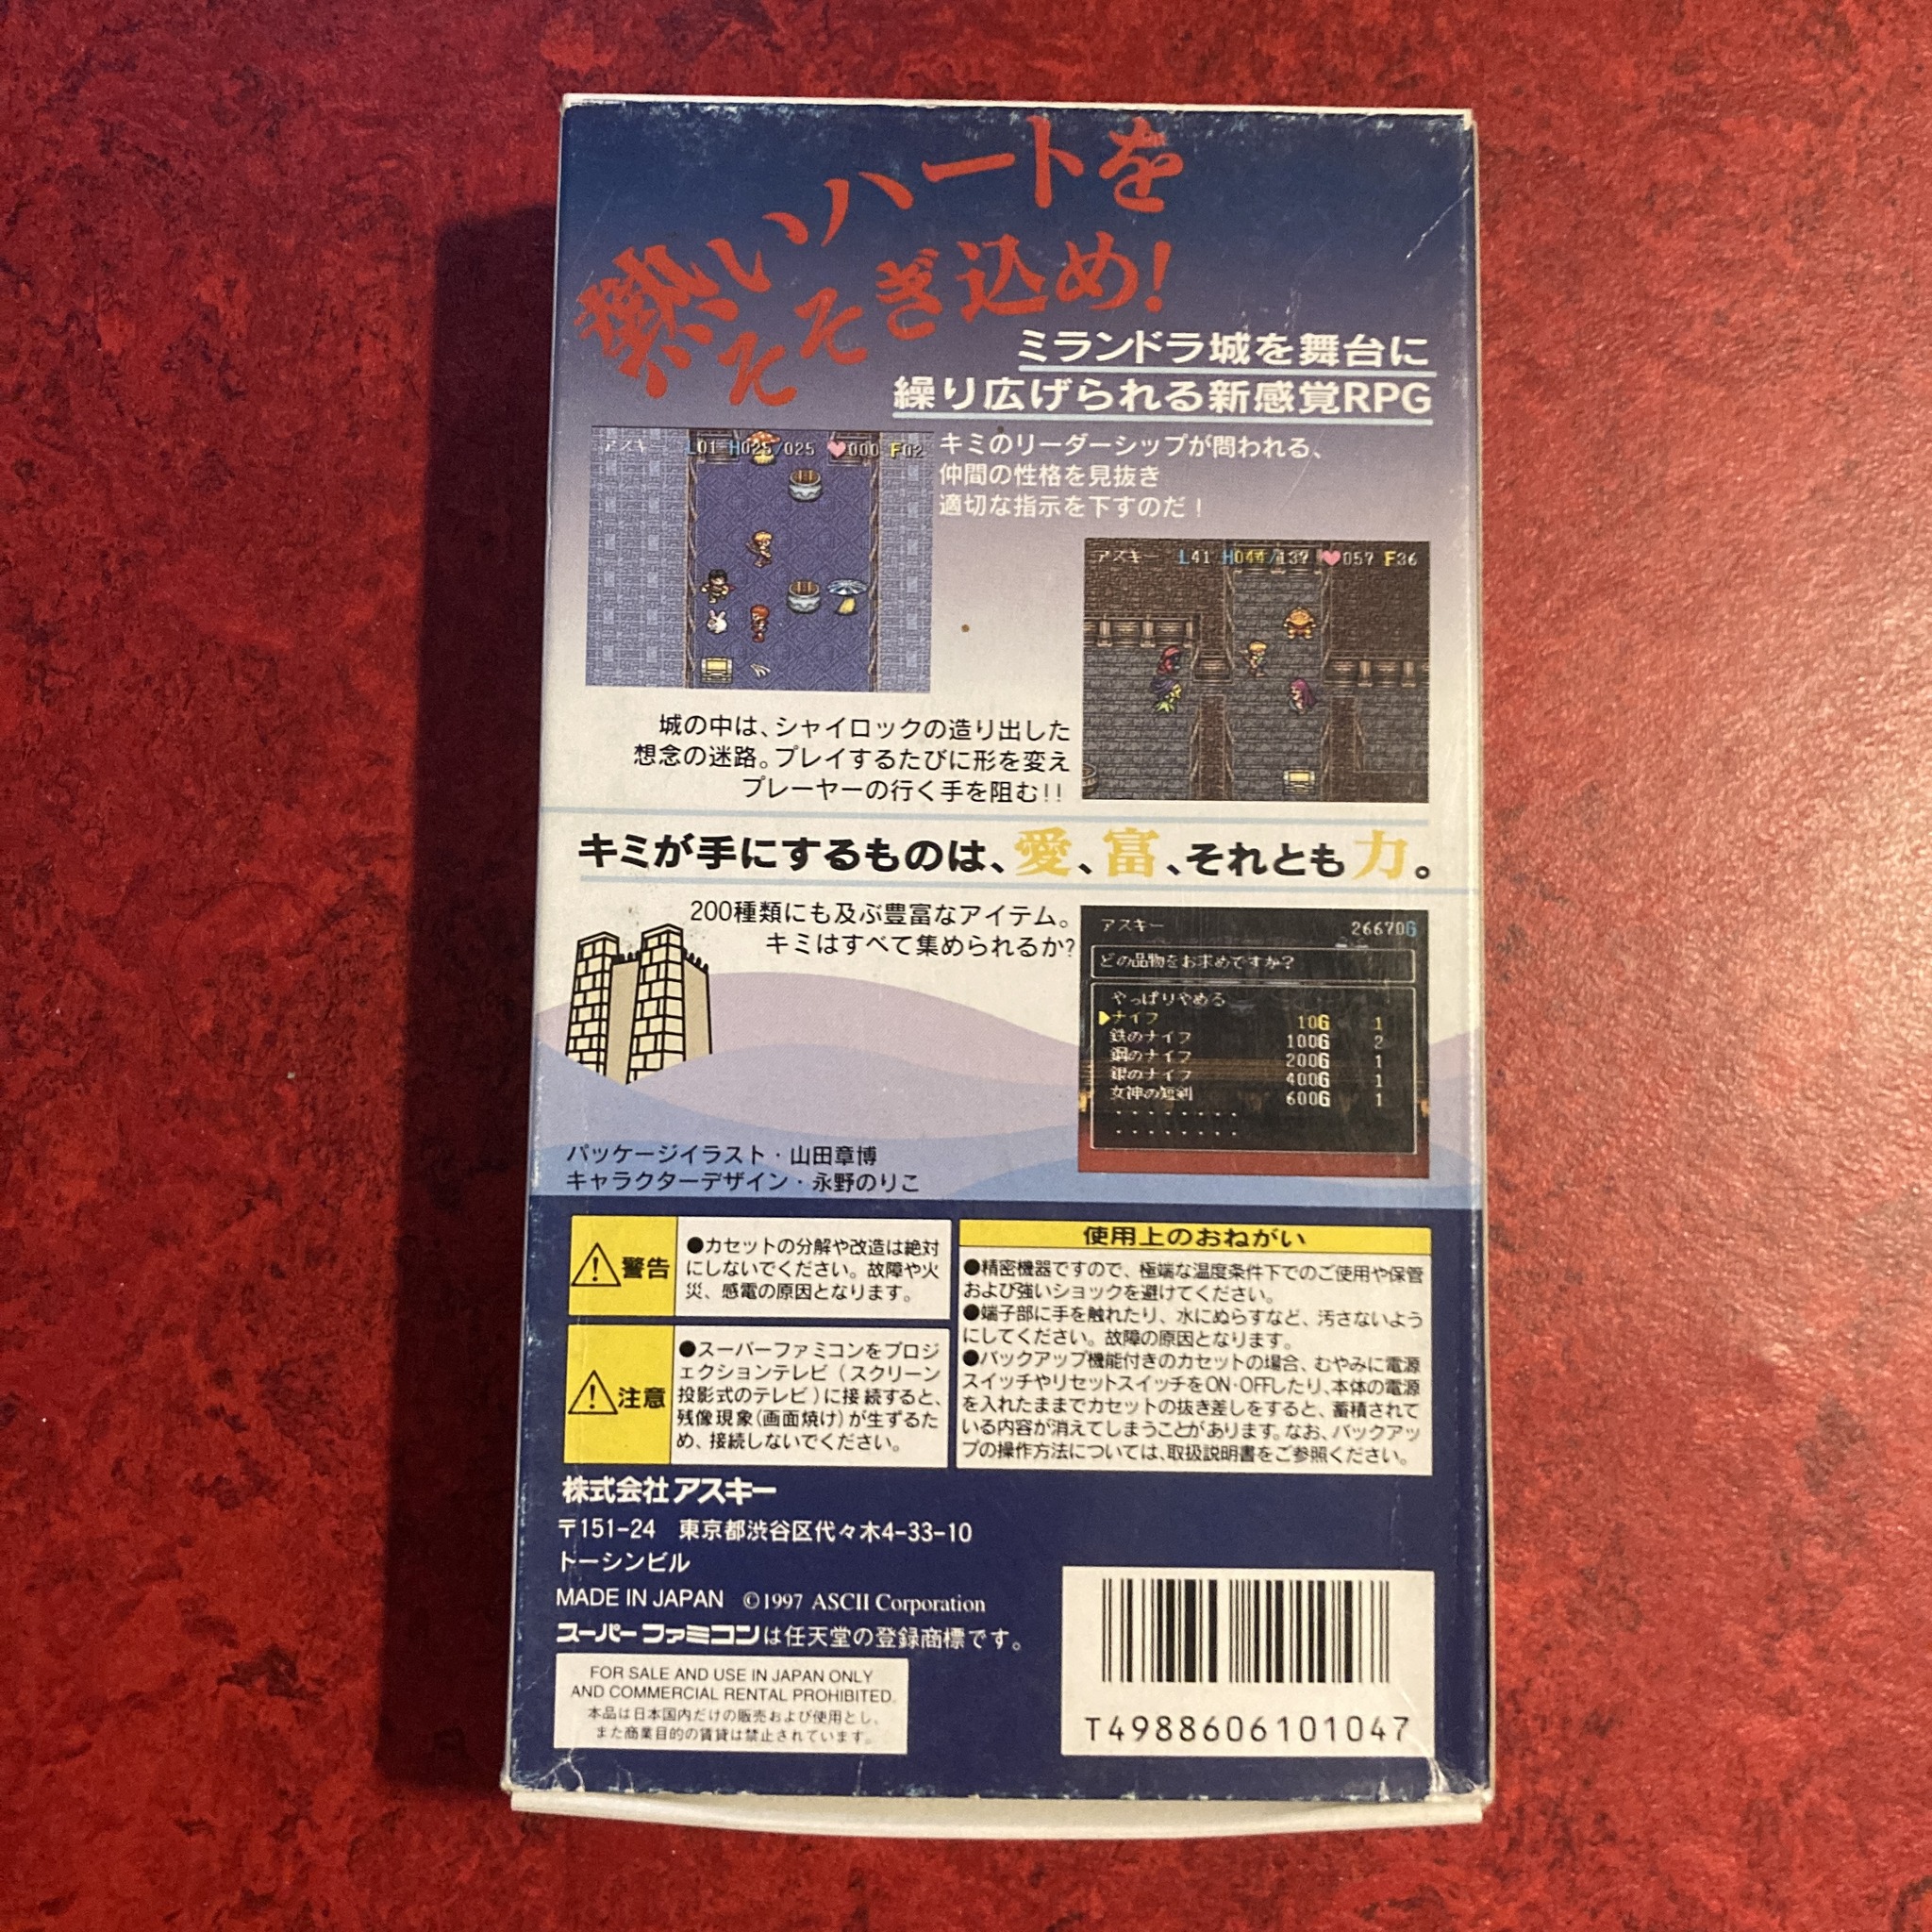 熱いハートを
そそぎ込め!
ミランドラ城を舞台に
繰り広げられる新感覚RPG
アスキー L01 H025/025 ♥000 F02
キミのリーダーシップが問われる、
仲間の性格を見抜き
適切な指示を下すのだ!
アスキー L41 H044/137 ♥057 F36
城の中は、シャイロックの造り出した
想念の迷路。プレイするたびに形を変え
プレーヤーの行く手を阻む!!
キミが手にするものは、愛、富、それとも力。
200種類にも及ぶ豊富なアイテム。
キミはすべて集められるか?
アスキー 26670G
どの品物をお求めですか?
やっぱりやめる
ナイフ 10G 1
鉄のナイフ 100G 2
鋼のナイフ 200G 1
銀のナイフ 400G 1
女神の短剣 600G 1
パッケージイラスト・山田章博
キャラクターデザイン・永野のりこ
警告
●カセットの分解や改造は絶対
にしないでください。故障や火
災、感電の原因となります。
注意
●スーパーファミコンをプロジ
ェクションテレビ(スクリーン
投影式のテレビ)に接続すると、
残像現象(画面焼け)が生ずるた
め、接続しないでください。
使用上のおねがい
●精密機器ですので、極端な温度条件下でのご使用や保管
および強いショックを避けてください。
●端子部に手を触れたり、水にぬらすなど、汚さないよう
にしてください。故障の原因となります。
●バックアップ機能付きのカセットの場合、むやみに電源
スイッチやリセットスイッチをON・OFFしたり、本体の電源
を入れたままでカセットの抜き差しをすると、蓄積されて
いる内容が消えてしまうことがあります。なお、バックアッ
プの操作方法については、取扱説明書をご参照ください。
株式会社アスキー
〒151-24 東京都渋谷区代々木4-33-10
トーシンビル
MADE IN JAPAN ©1997 ASCII Corporation
スーパーファミコンは任天堂の登録商標です。
FOR SALE AND USE IN JAPAN ONLY
AND COMMERCIAL RENTAL PROHIBITED.
本品は日本国内だけの販売および使用とし、
また商業目的の賃貸は禁止されています。
T4988606101047